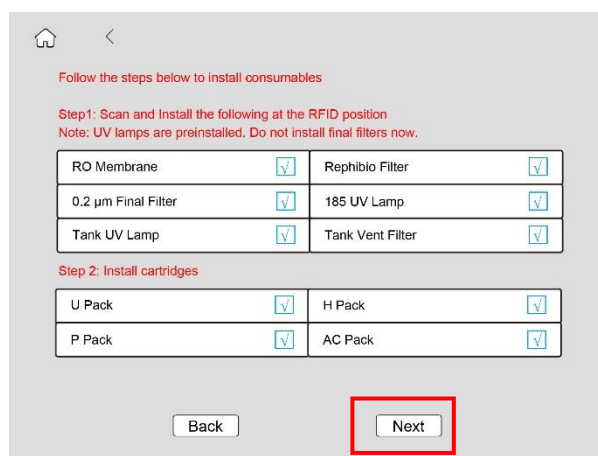 Follow the steps below to install consumables
Step1: Scan and Install the following at the RFID position
Note: UV lamps are preinstalled. Do not install final filters now.
RO Membrane √ Rephibio Filter √
0.2 µm Final Filter √ 185 UV Lamp √
Tank UV Lamp √ Tank Vent Filter √
Step 2: Install cartridges
U Pack √ H Pack √
P Pack √ AC Pack √
Back Next